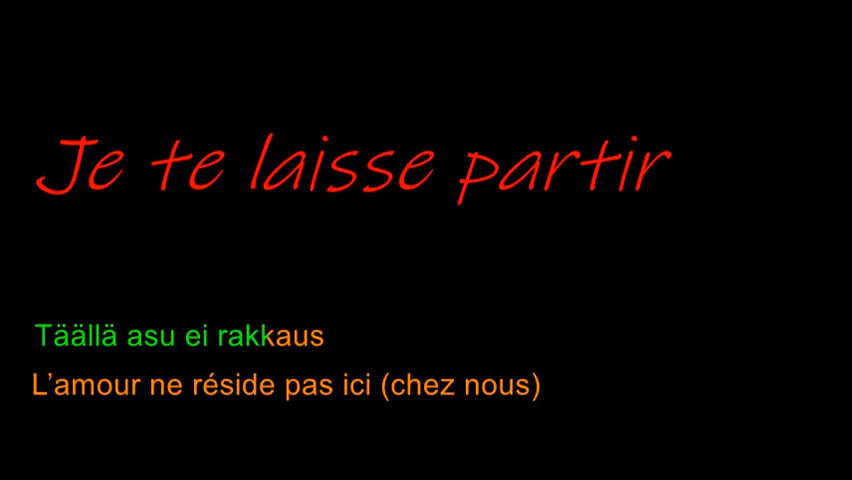 Je te laisse partir
Täällä asu ei rakkaus
L’amour ne réside pas ici (chez nous)